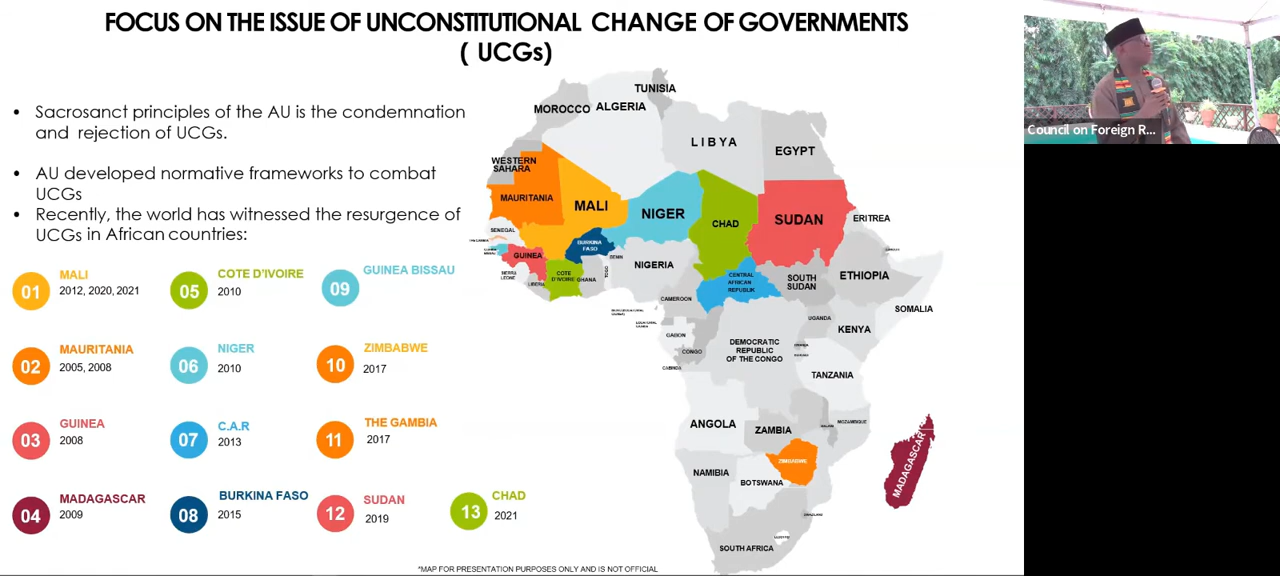 FOCUS ON THE ISSUE OF UNCONSTITUTIONAL CHANGE OF GOVERNMENTS
( UCGs)
• Sacrosanct principles of the AU is the condemnation
and rejection of UCGs.
• AU developed normative frameworks to combat
UCGs
• Recently, the world has witnessed the resurgence of
UCGs in African countries:
01 MALI
2012, 2020, 2021
02 MAURITANIA
2005, 2008
03 GUINEA
2008
04 MADAGASCAR
2009
05 COTE D'IVOIRE
2010
06 NIGER
2010
07 C.A.R
2013
08 BURKINA FASO
2015
09 GUINEA BISSAU
10 ZIMBABWE
2017
11 THE GAMBIA
2017
12 SUDAN
2019
13 CHAD
2021
TUNISIA
MOROCCO
ALGERIA
LIBYA
EGYPT
WESTERN
SAHARA
MAURITANIA
MALI
NIGER
CHAD
SUDAN
ERITREA
SENEGAL
BURKINA
FASO
GUINEA
SIERRA
LEONE
LIBERIA
COTE
D'IVOIRE
GHANA
TOGO
BENIN
NIGERIA
CENTRAL
AFRICAN
REPUBLIK
SOUTH
SUDAN
ETHIOPIA
SOMALIA
CAMEROON
UGANDA
KENYA
GABON
CONGO
DEMOCRATIC
REPUBLIC
OF THE CONGO
CABINDA
TANZANIA
ANGOLA
ZAMBIA
MOZAMBIQUE
ZIMBABWE
NAMIBIA
BOTSWANA
MADAGASCAR
SOUTH AFRICA
*MAP FOR PRESENTATION PURPOSES ONLY AND IS NOT OFFICIAL
Council on Foreign R...